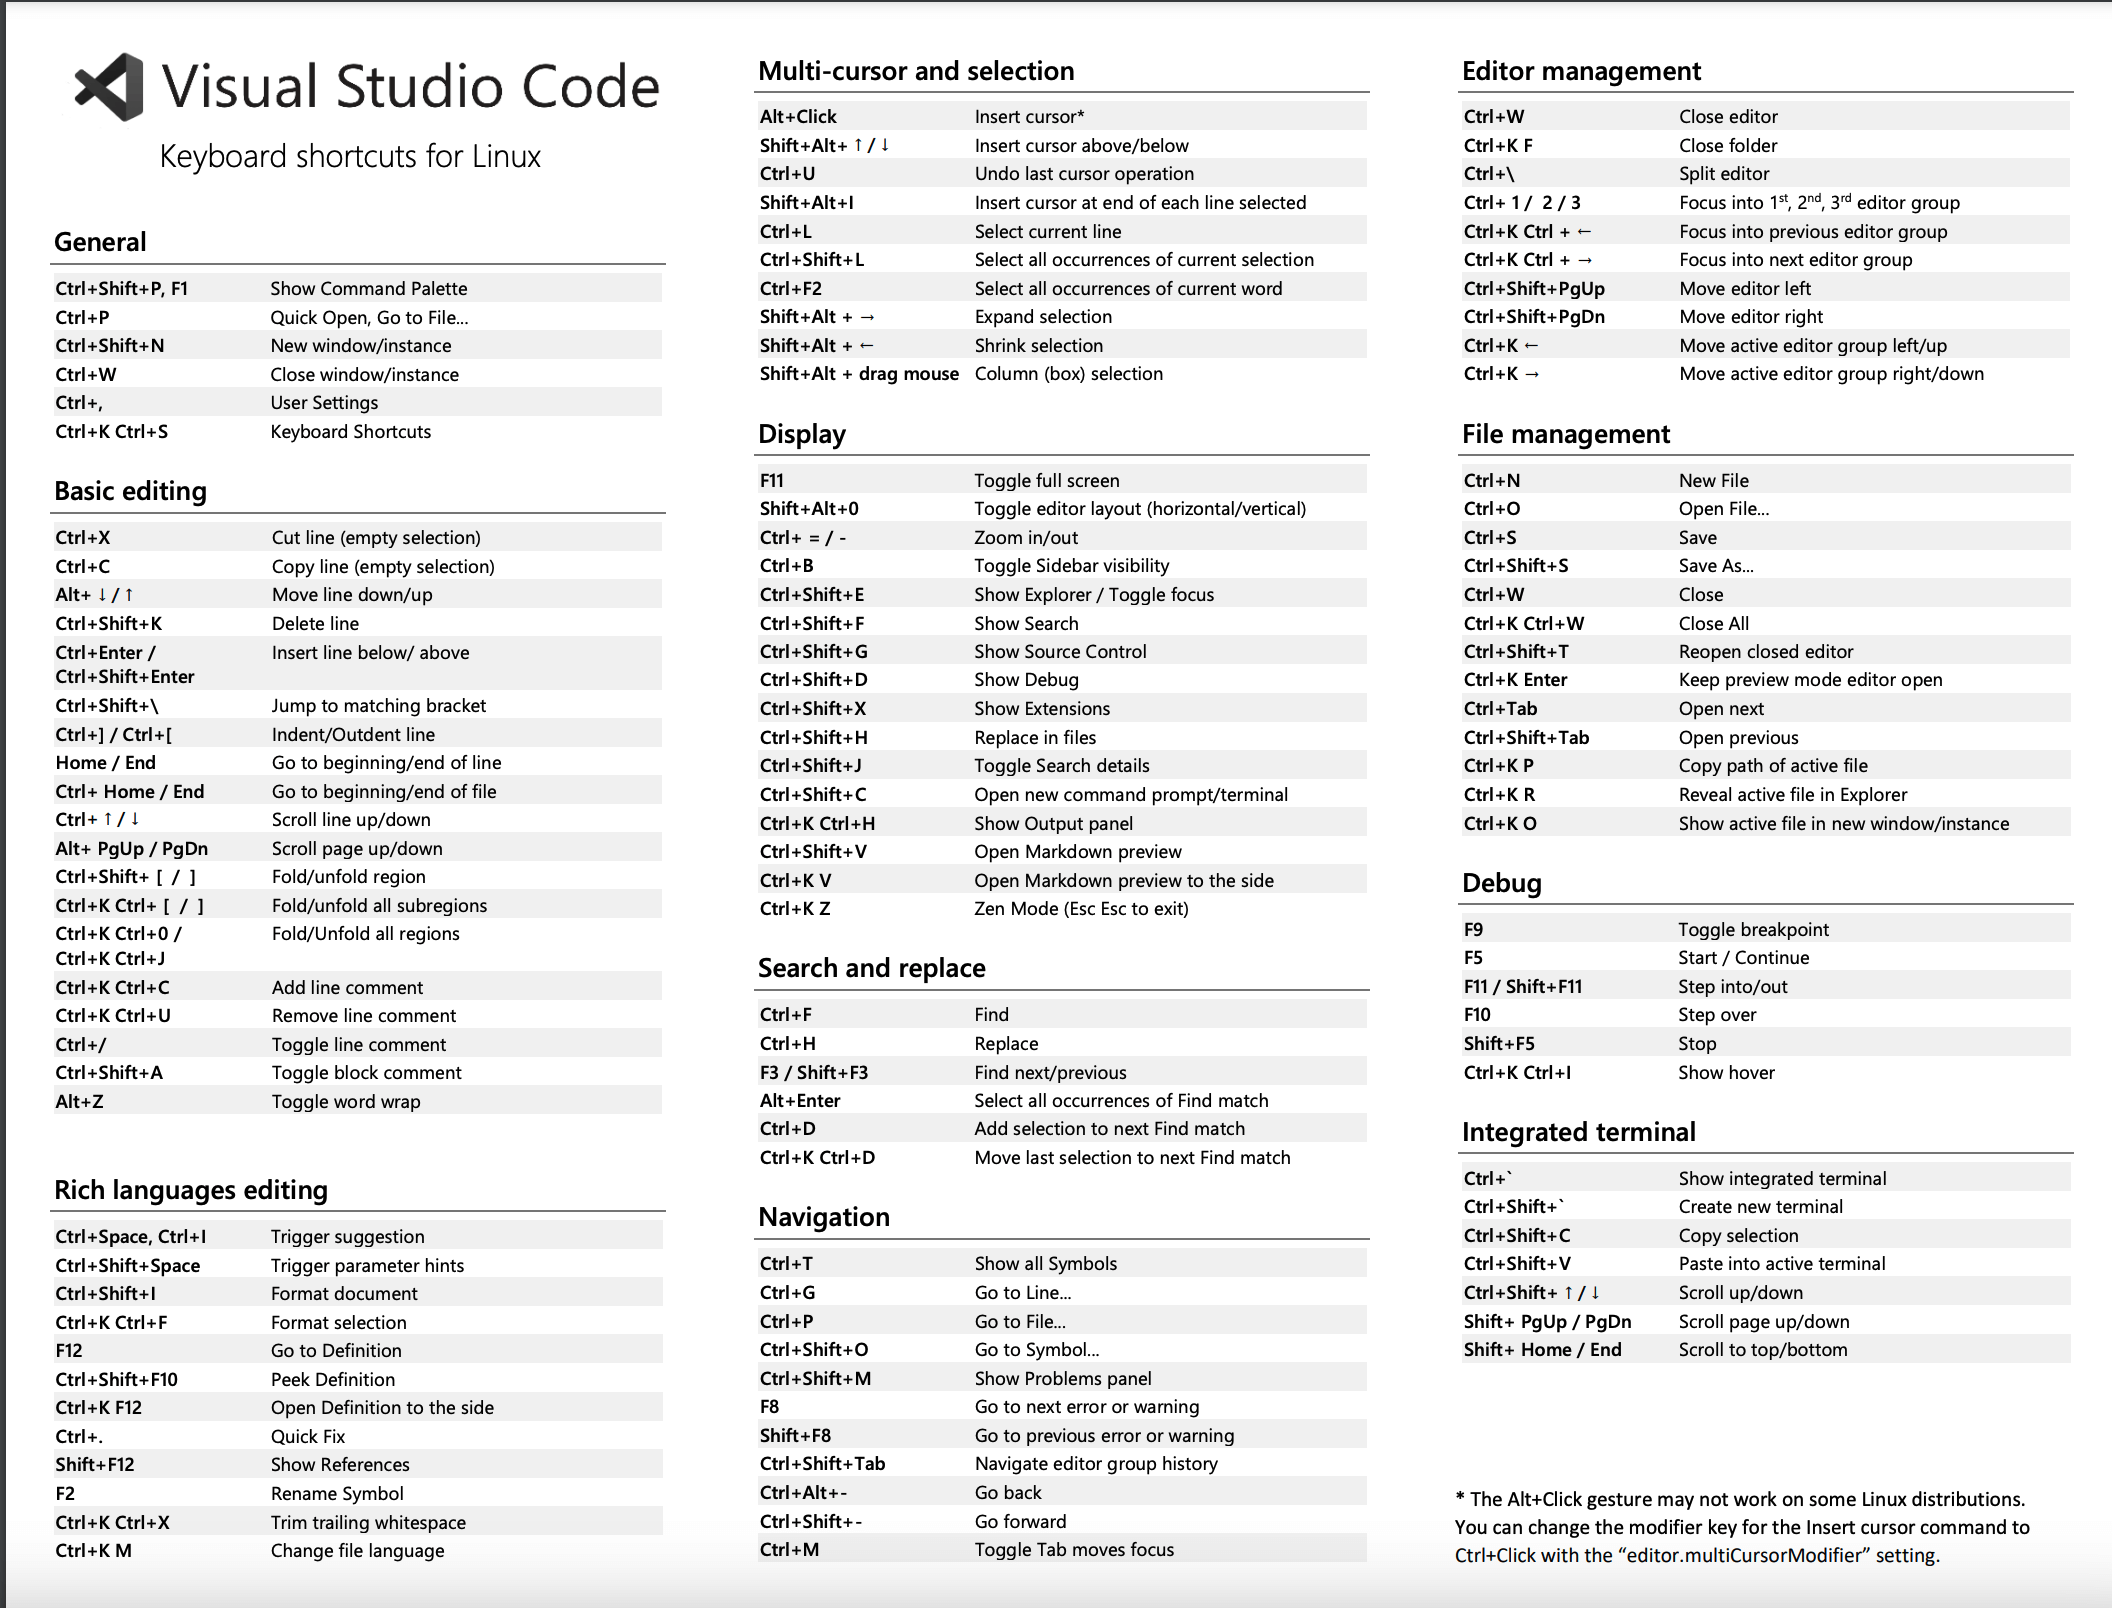 Visual Studio Code
Keyboard shortcuts for Linux
General
Ctrl+Shift+P, F1 Show Command Palette
Ctrl+P Quick Open, Go to File...
Ctrl+Shift+N New window/instance
Ctrl+W Close window/instance
Ctrl+, User Settings
Ctrl+K Ctrl+S Keyboard Shortcuts
Basic editing
Ctrl+X Cut line (empty selection)
Ctrl+C Copy line (empty selection)
Alt+ ↓ / ↑ Move line down/up
Ctrl+Shift+K Delete line
Ctrl+Enter / Insert line below/ above
Ctrl+Shift+Enter
Ctrl+Shift+\ Jump to matching bracket
Ctrl+] / Ctrl+[ Indent/Outdent line
Home / End Go to beginning/end of line
Ctrl+ Home / End Go to beginning/end of file
Ctrl+ ↑ / ↓ Scroll line up/down
Alt+ PgUp / PgDn Scroll page up/down
Ctrl+Shift+ [ / ] Fold/unfold region
Ctrl+K Ctrl+ [ / ] Fold/unfold all subregions
Ctrl+K Ctrl+0 / Fold/Unfold all regions
Ctrl+K Ctrl+J
Ctrl+K Ctrl+C Add line comment
Ctrl+K Ctrl+U Remove line comment
Ctrl+/ Toggle line comment
Ctrl+Shift+A Toggle block comment
Alt+Z Toggle word wrap
Rich languages editing
Ctrl+Space, Ctrl+I Trigger suggestion
Ctrl+Shift+Space Trigger parameter hints
Ctrl+Shift+I Format document
Ctrl+K Ctrl+F Format selection
F12 Go to Definition
Ctrl+Shift+F10 Peek Definition
Ctrl+K F12 Open Definition to the side
Ctrl+. Quick Fix
Shift+F12 Show References
F2 Rename Symbol
Ctrl+K Ctrl+X Trim trailing whitespace
Ctrl+K M Change file language
Multi-cursor and selection
Alt+Click Insert cursor*
Shift+Alt+ ↑ / ↓ Insert cursor above/below
Ctrl+U Undo last cursor operation
Shift+Alt+I Insert cursor at end of each line selected
Ctrl+L Select current line
Ctrl+Shift+L Select all occurrences of current selection
Ctrl+F2 Select all occurrences of current word
Shift+Alt + → Expand selection
Shift+Alt + ← Shrink selection
Shift+Alt + drag mouse Column (box) selection
Display
F11 Toggle full screen
Shift+Alt+0 Toggle editor layout (horizontal/vertical)
Ctrl+ = / - Zoom in/out
Ctrl+B Toggle Sidebar visibility
Ctrl+Shift+E Show Explorer / Toggle focus
Ctrl+Shift+F Show Search
Ctrl+Shift+G Show Source Control
Ctrl+Shift+D Show Debug
Ctrl+Shift+X Show Extensions
Ctrl+Shift+H Replace in files
Ctrl+Shift+J Toggle Search details
Ctrl+Shift+C Open new command prompt/terminal
Ctrl+K Ctrl+H Show Output panel
Ctrl+Shift+V Open Markdown preview
Ctrl+K V Open Markdown preview to the side
Ctrl+K Z Zen Mode (Esc Esc to exit)
Search and replace
Ctrl+F Find
Ctrl+H Replace
F3 / Shift+F3 Find next/previous
Alt+Enter Select all occurrences of Find match
Ctrl+D Add selection to next Find match
Ctrl+K Ctrl+D Move last selection to next Find match
Navigation
Ctrl+T Show all Symbols
Ctrl+G Go to Line...
Ctrl+P Go to File...
Ctrl+Shift+O Go to Symbol...
Ctrl+Shift+M Show Problems panel
F8 Go to next error or warning
Shift+F8 Go to previous error or warning
Ctrl+Shift+Tab Navigate editor group history
Ctrl+Alt+- Go back
Ctrl+Shift+- Go forward
Ctrl+M Toggle Tab moves focus
Editor management
Ctrl+W Close editor
Ctrl+K F Close folder
Ctrl+\ Split editor
Ctrl+ 1 / 2 / 3 Focus into 1st, 2nd, 3rd editor group
Ctrl+K Ctrl + ← Focus into previous editor group
Ctrl+K Ctrl + → Focus into next editor group
Ctrl+Shift+PgUp Move editor left
Ctrl+Shift+PgDn Move editor right
Ctrl+K ← Move active editor group left/up
Ctrl+K → Move active editor group right/down
File management
Ctrl+N New File
Ctrl+O Open File...
Ctrl+S Save
Ctrl+Shift+S Save As...
Ctrl+W Close
Ctrl+K Ctrl+W Close All
Ctrl+Shift+T Reopen closed editor
Ctrl+K Enter Keep preview mode editor open
Ctrl+Tab Open next
Ctrl+Shift+Tab Open previous
Ctrl+K P Copy path of active file
Ctrl+K R Reveal active file in Explorer
Ctrl+K O Show active file in new window/instance
Debug
F9 Toggle breakpoint
F5 Start / Continue
F11 / Shift+F11 Step into/out
F10 Step over
Shift+F5 Stop
Ctrl+K Ctrl+I Show hover
Integrated terminal
Ctrl+` Show integrated terminal
Ctrl+Shift+` Create new terminal
Ctrl+Shift+C Copy selection
Ctrl+Shift+V Paste into active terminal
Ctrl+Shift+ ↑ / ↓ Scroll up/down
Shift+ PgUp / PgDn Scroll page up/down
Shift+ Home / End Scroll to top/bottom
* The Alt+Click gesture may not work on some Linux distributions.
You can change the modifier key for the Insert cursor command to
Ctrl+Click with the “editor.multiCursorModifier” setting.